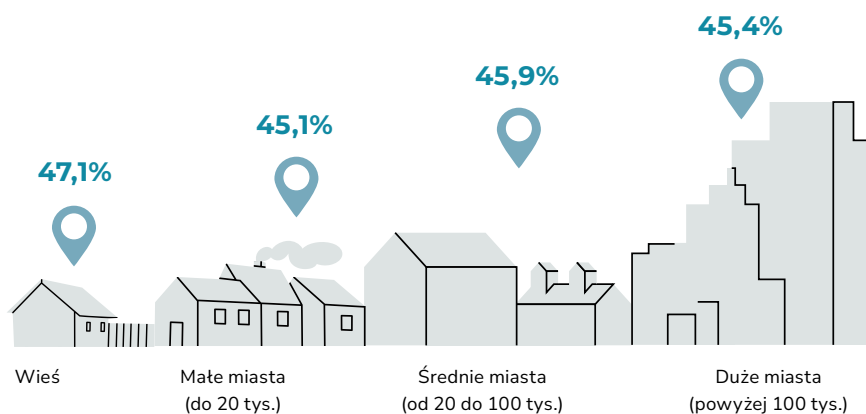 45,4%
45,9%
45,1%
47,1%
Wieś
Małe miasta
(do 20 tys.)
Średnie miasta
(od 20 do 100 tys.)
Duże miasta
(powyżej 100 tys.)